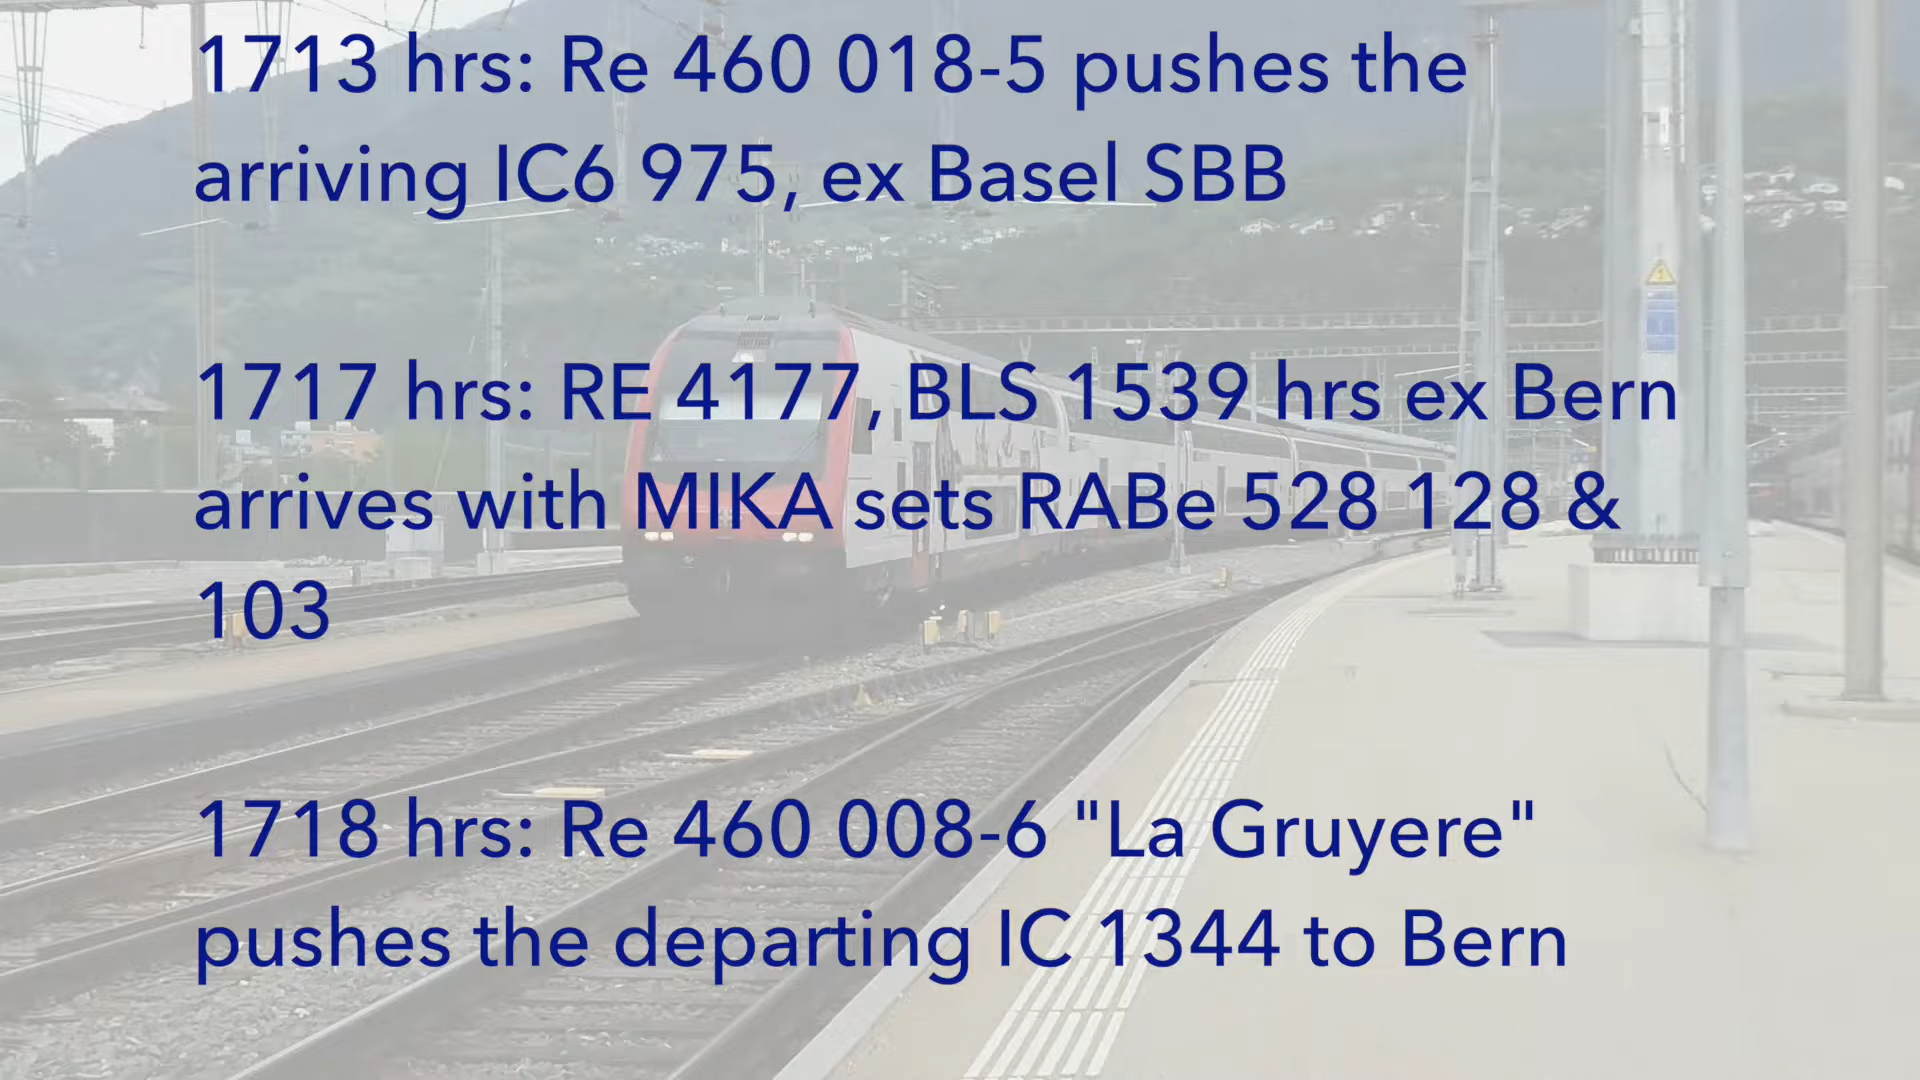 1713 hrs: Re 460 018-5 pushes the
arriving IC6 975, ex Basel SBB
1717 hrs: RE 4177, BLS 1539 hrs ex Bern
arrives with MIKA sets RABe 528 128 &
103
1718 hrs: Re 460 008-6 "La Gruyere"
pushes the departing IC 1344 to Bern